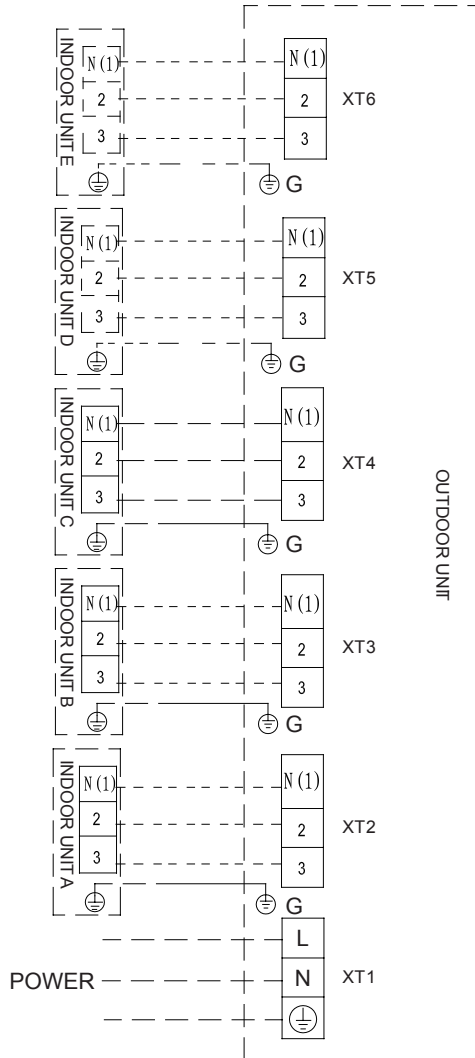 INDOOR UNIT E
N(1)
2
3
N(1)
2
3
XT6
G
INDOOR UNIT D
N(1)
2
3
N(1)
2
3
XT5
G
INDOOR UNIT C
N(1)
2
3
N(1)
2
3
XT4
G
OUTDOOR UNIT
INDOOR UNIT B
N(1)
2
3
N(1)
2
3
XT3
G
INDOOR UNIT A
N(1)
2
3
N(1)
2
3
XT2
G
POWER
L
N
XT1